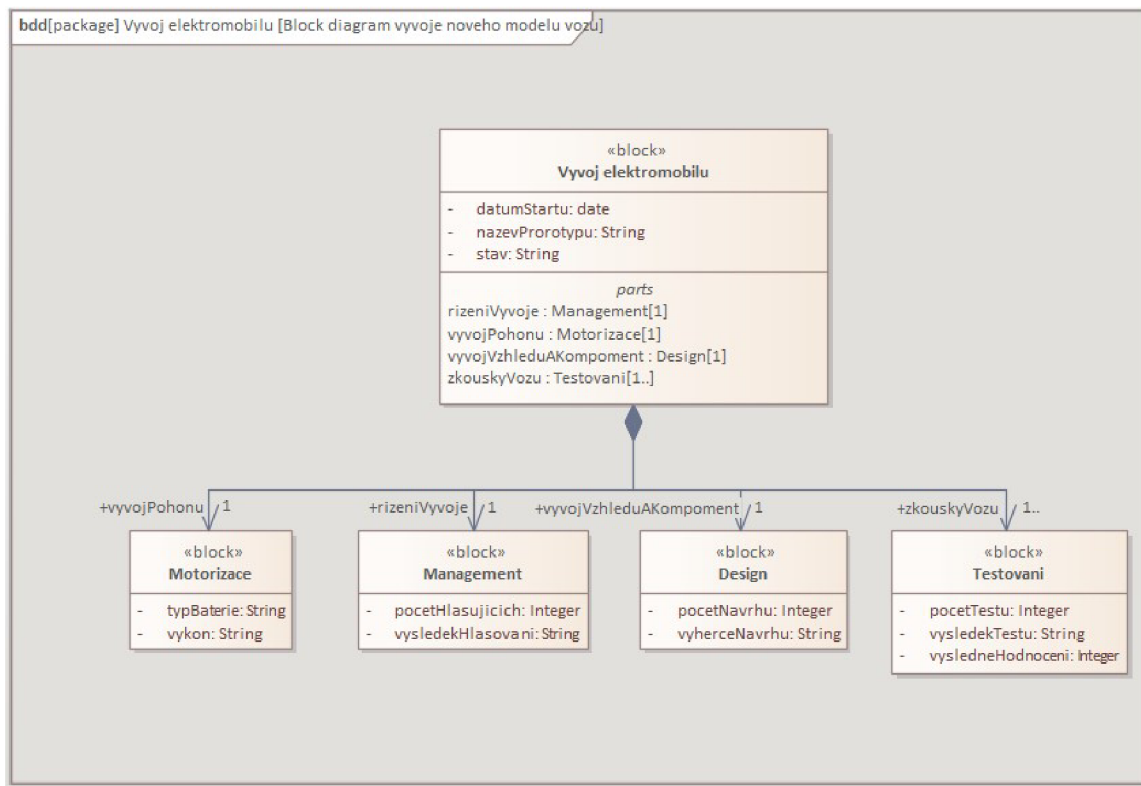 bdd[package] Vyvoj elektromobilu [Block diagram vyvoje noveho modelu vozu]
«block»
Vyvoj elektromobilu
- datumStartu: date
- nazevProrotypu: String
- stav: String
parts
rizeniVyvoje : Management[1]
vyvojPohonu : Motorizace[1]
vyvojVzhleduAKompoment : Design[1]
zkouskyVozu : Testovani[1..]
+vyvojPohonu 1
+rizeniVyvoje 1
+vyvojVzhleduAKompoment 1
+zkouskyVozu 1..
«block»
Motorizace
- typBaterie: String
- vykon: String
«block»
Management
- pocetHlasujicich: Integer
- vysledekHlasovani: String
«block»
Design
- pocetNavrhu: Integer
- vyherceNavrhu: String
«block»
Testovani
- pocetTestu: Integer
- vysledekTestu: String
- vysledneHodnoceni: Integer